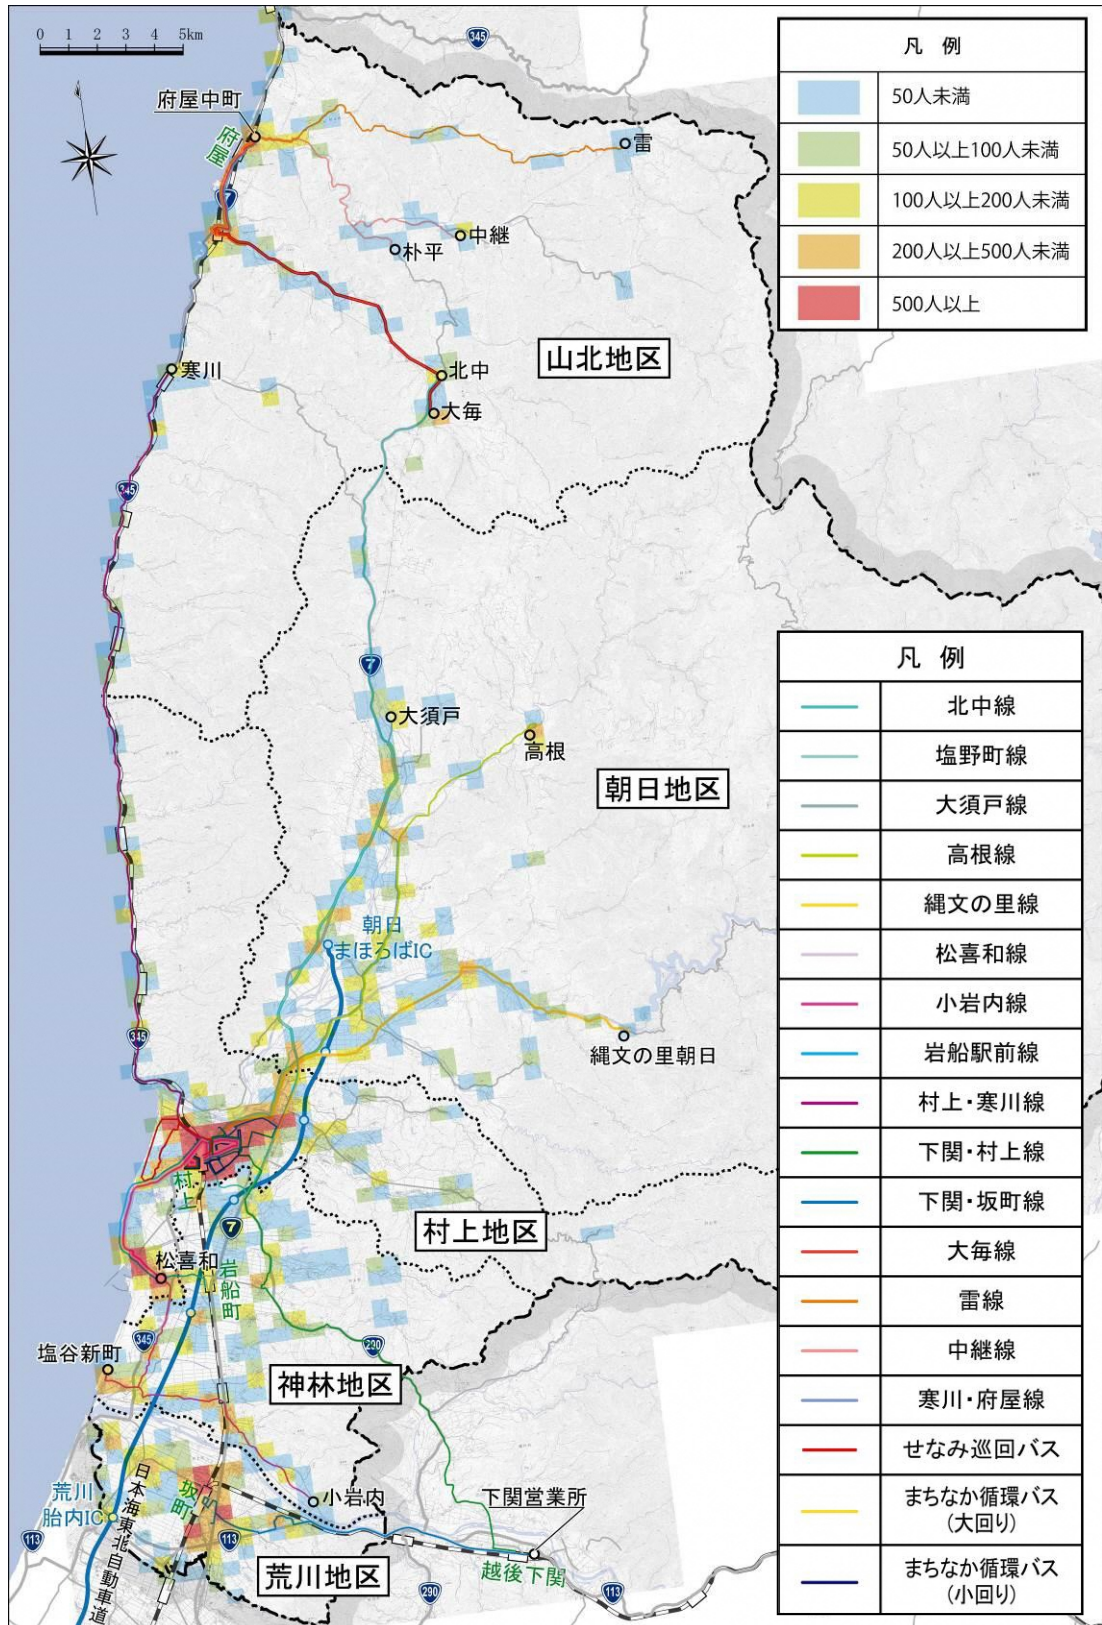 0 1 2 3 4 5km
345
凡 例
50人未満
50人以上100人未満
100人以上200人未満
200人以上500人未満
500人以上
府屋中町
府屋
雷
7
中継
朴平
山北地区
寒川
北中
大毎
345
7
大須戸
高根
朝日地区
朝日
まほろばIC
345
縄文の里朝日
村上
7
村上地区
松喜和
岩船町
345
290
塩谷新町
神林地区
荒川
胎内IC
坂町
小岩内
下関営業所
日本海東北自動車道
113
113
荒川地区
越後下関
290
113
凡 例
北中線
塩野町線
大須戸線
高根線
縄文の里線
松喜和線
小岩内線
岩船駅前線
村上・寒川線
下関・村上線
下関・坂町線
大毎線
雷線
中継線
寒川・府屋線
せなみ巡回バス
まちなか循環バス
(大回り)
まちなか循環バス
(小回り)